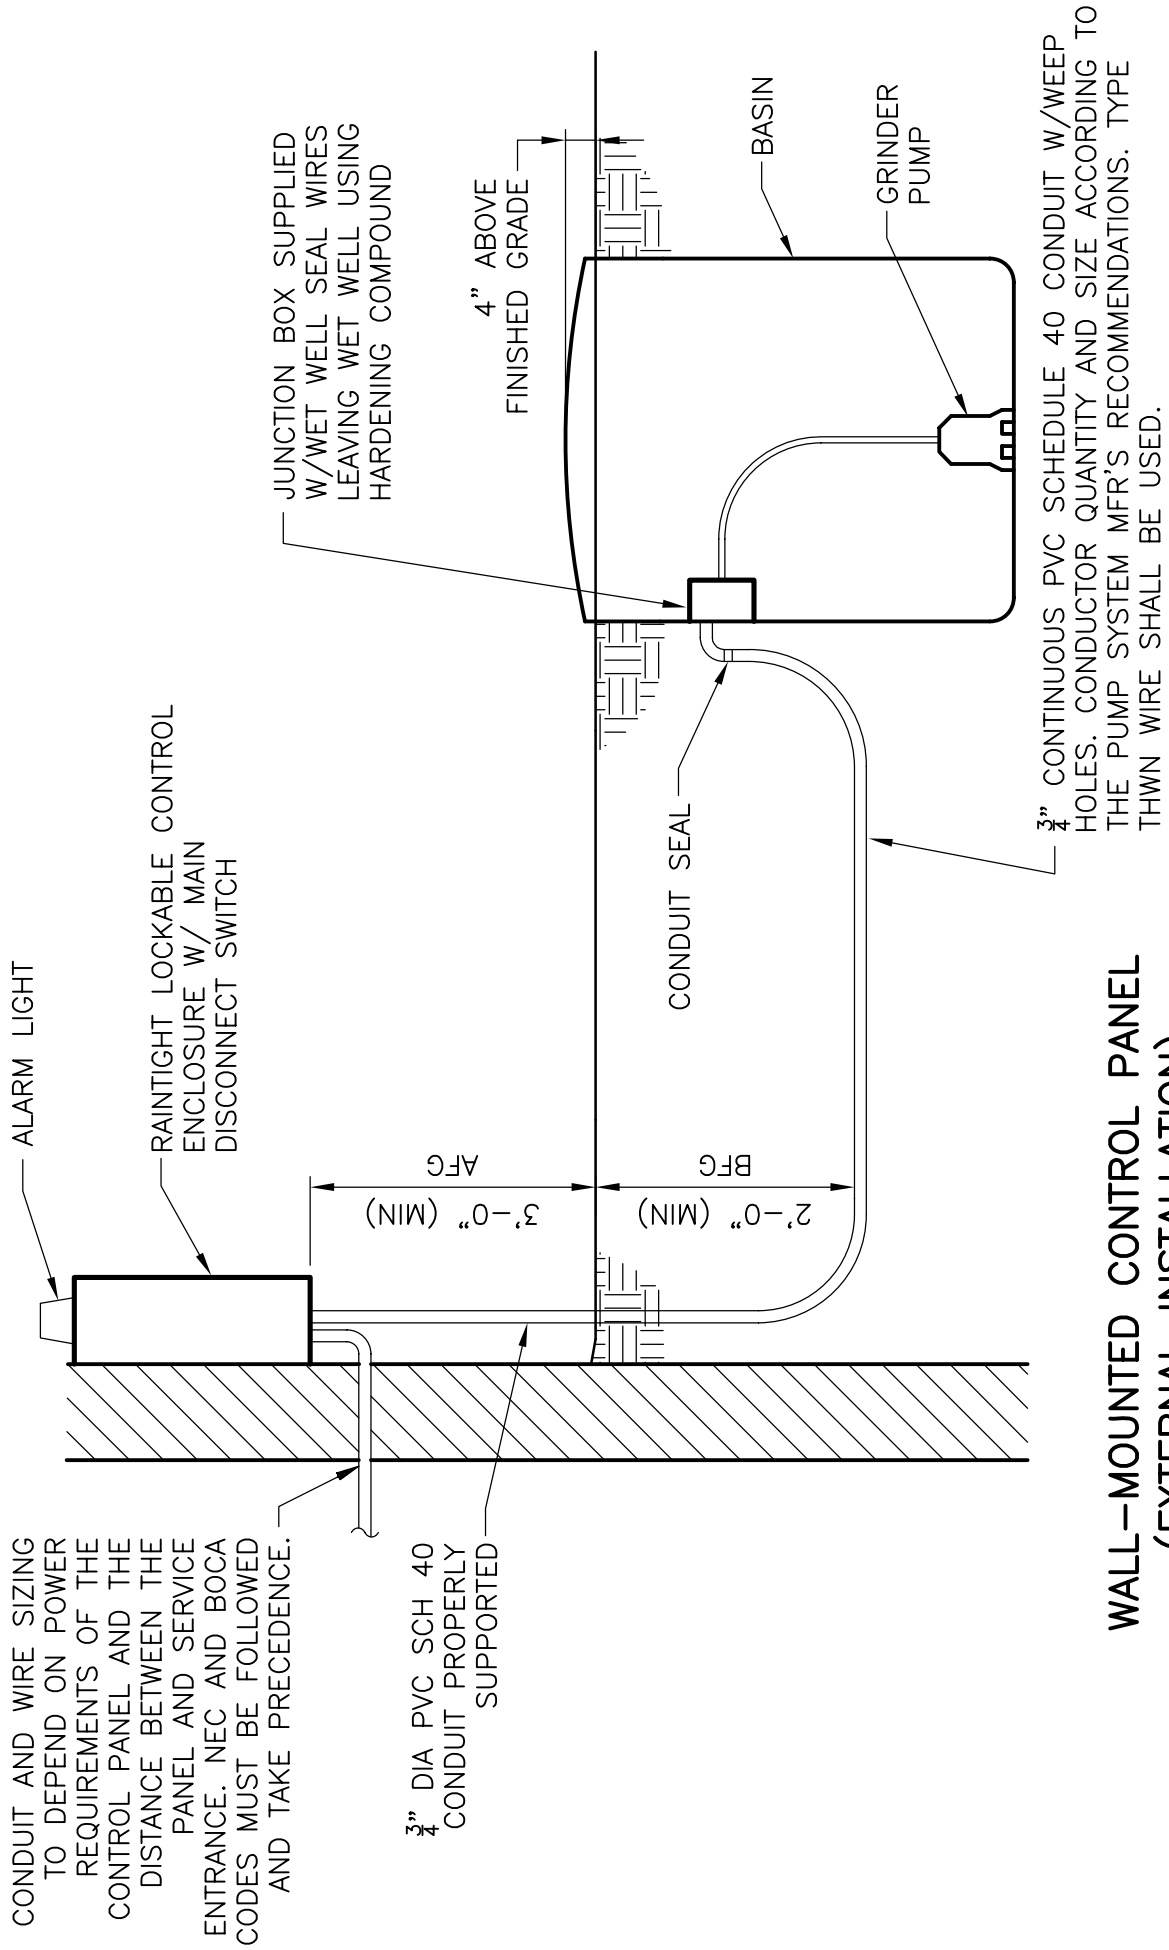 ALARM LIGHT
RAINTIGHT LOCKABLE CONTROL
ENCLOSURE W/ MAIN
DISCONNECT SWITCH
CONDUIT AND WIRE SIZING
TO DEPEND ON POWER
REQUIREMENTS OF THE
CONTROL PANEL AND THE
DISTANCE BETWEEN THE
PANEL AND SERVICE
ENTRANCE. NEC AND BOCA
CODES MUST BE FOLLOWED
AND TAKE PRECEDENCE.
JUNCTION BOX SUPPLIED
W/WET WELL SEAL WIRES
LEAVING WET WELL USING
HARDENING COMPOUND
3'-0" (MIN)
AFG
4" ABOVE
FINISHED GRADE
3/4" DIA PVC SCH 40
CONDUIT PROPERLY
SUPPORTED
2'-0" (MIN)
BFG
CONDUIT SEAL
BASIN
GRINDER
PUMP
3/4" CONTINUOUS PVC SCHEDULE 40 CONDUIT W/WEEP
HOLES. CONDUCTOR QUANTITY AND SIZE ACCORDING TO
THE PUMP SYSTEM MFR'S RECOMMENDATIONS. TYPE
THWN WIRE SHALL BE USED.
WALL-MOUNTED CONTROL PANEL
(EXTERNAL INSTALLATION)